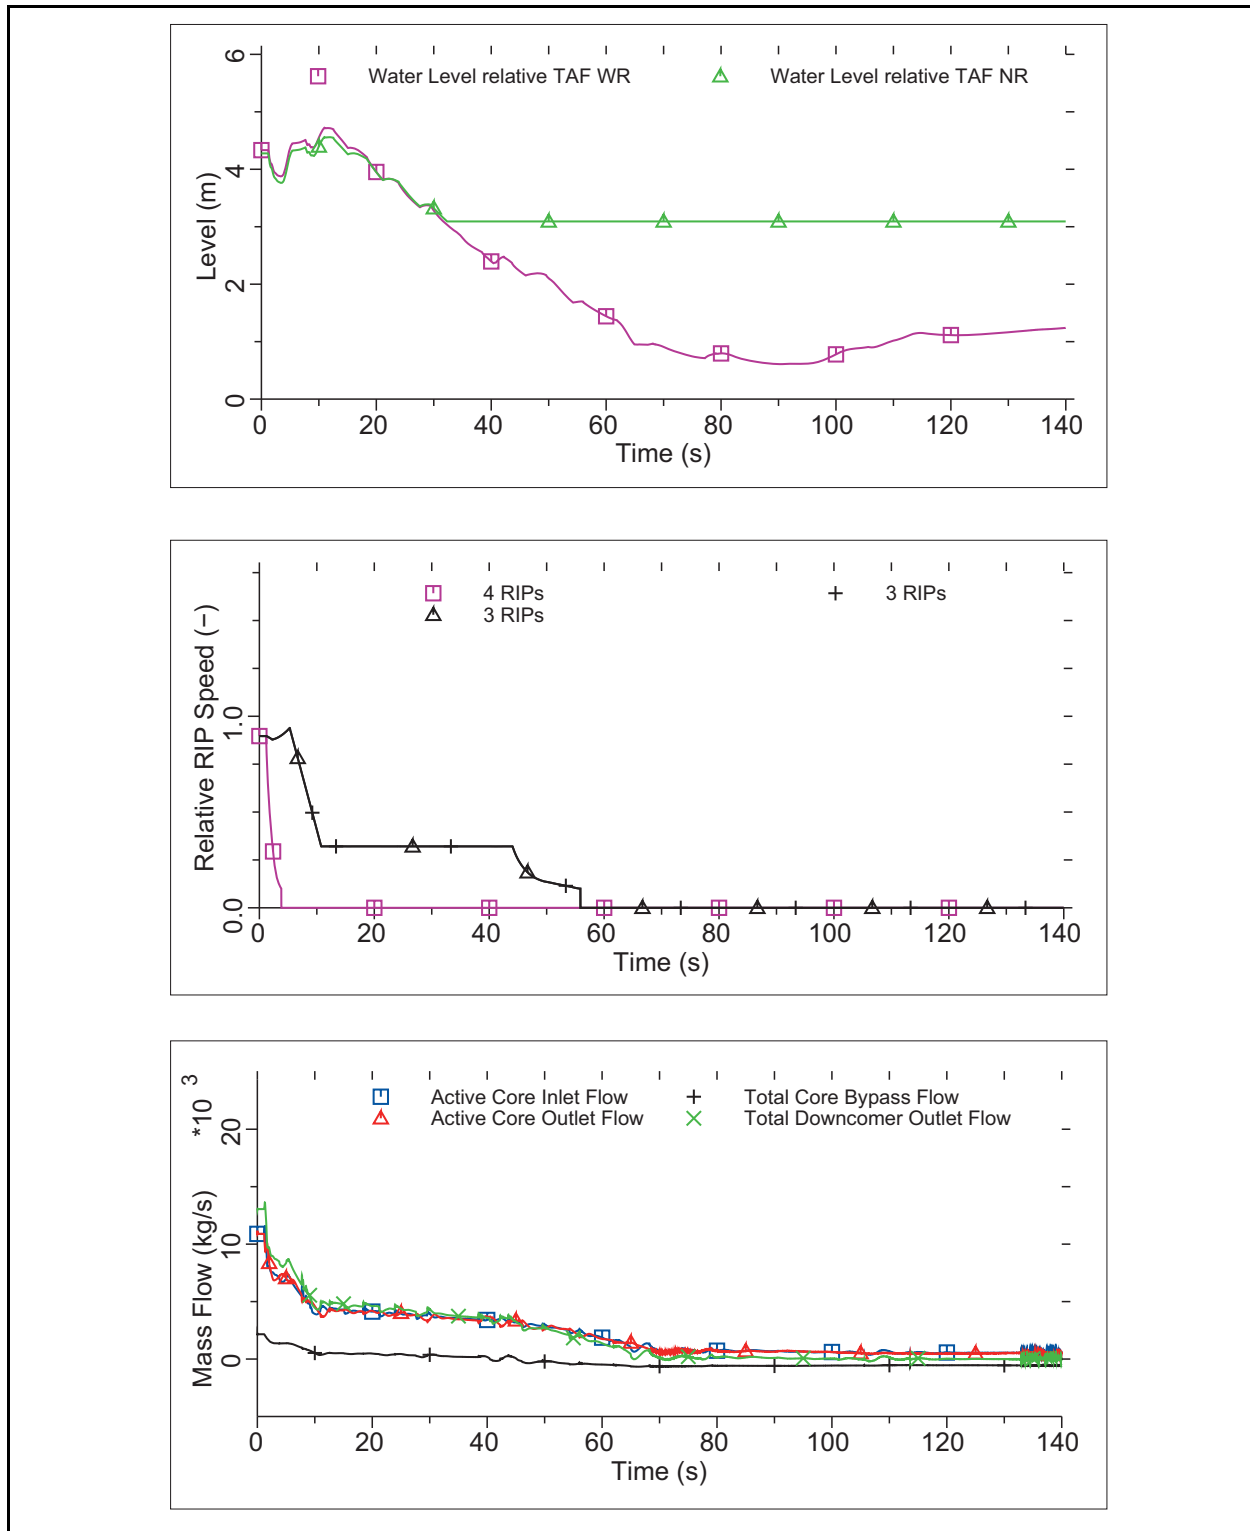 6
Water Level relative TAF WR
Water Level relative TAF NR
4
Level (m)
2
0
0 20 40 60 80 100 120 140
Time (s)
4 RIPs
3 RIPs
3 RIPs
Relative RIP Speed (−)
1.0
0.0
0 20 40 60 80 100 120 140
Time (s)
*10 3
Active Core Inlet Flow
Total Core Bypass Flow
Active Core Outlet Flow
Total Downcomer Outlet Flow
20
Mass Flow (kg/s)
10
0
0 20 40 60 80 100 120 140
Time (s)